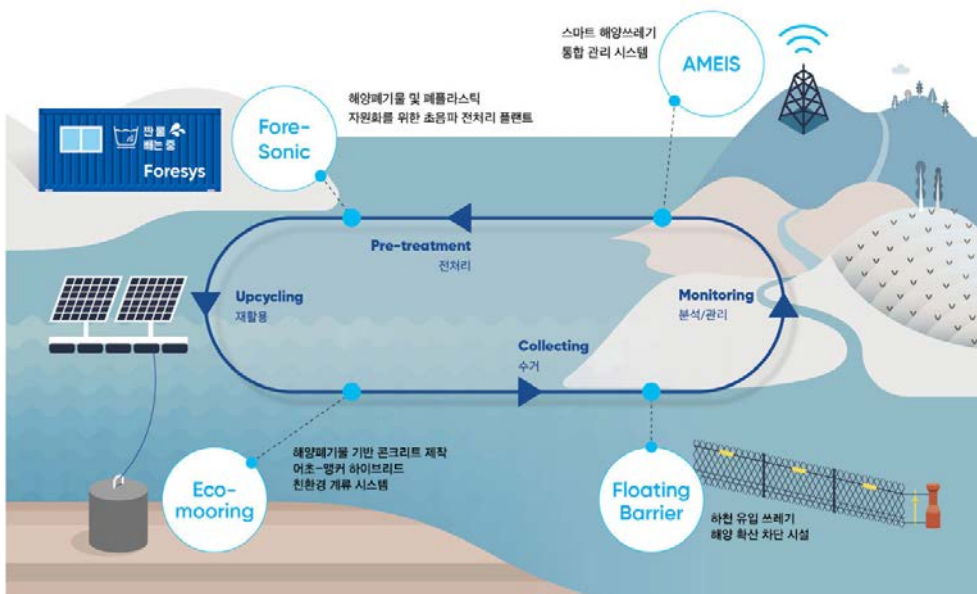 스마트 해양쓰레기
통합 관리 시스템
AMEIS
해양폐기물 및 폐플라스틱
자원화를 위한 초음파 전처리 플랜트
Fore-
Sonic
짠물
빼는중
Foresys
Pre-treatment
전처리
Upcycling
재활용
Monitoring
분석/관리
Collecting
수거
해양폐기물 기반 콘크리트 제작
어초-앵커 하이브리드
친환경 계류 시스템
Eco-
mooring
Floating
Barrier
하천 유입 쓰레기
해양 확산 차단 시설